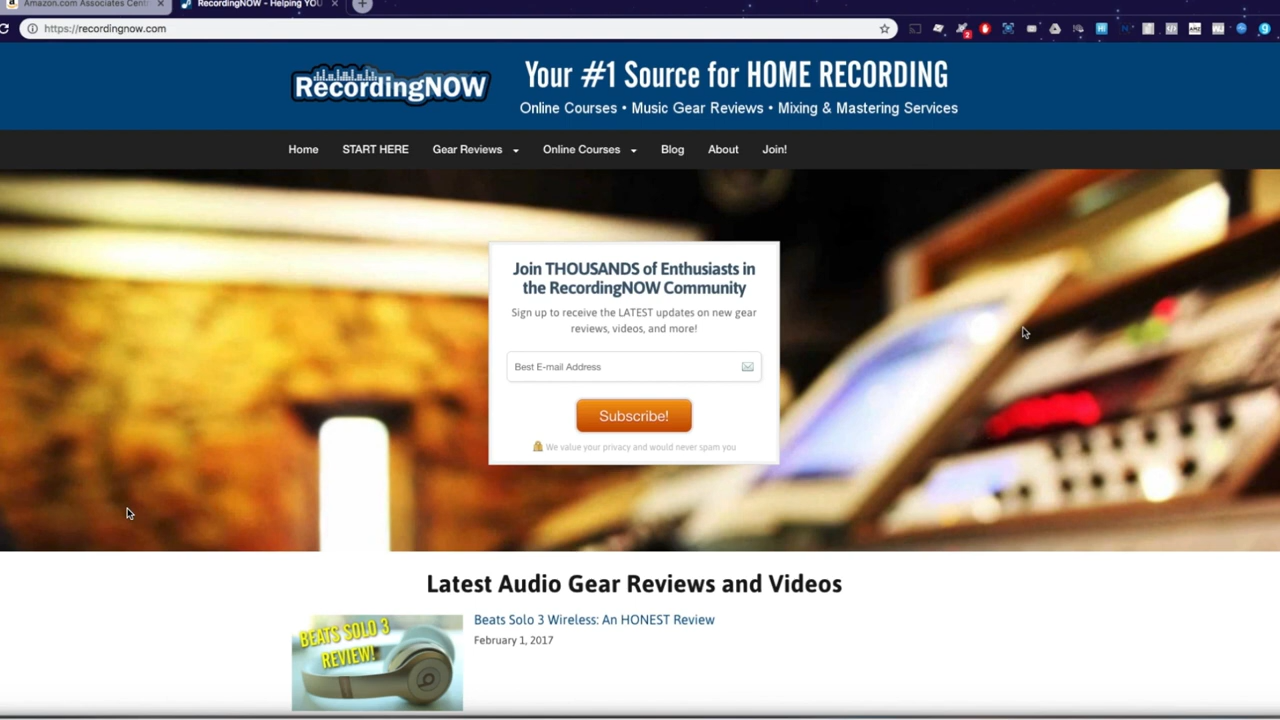 Amazon.com Associates Cent
RecordingNOW - Helping YOU
https://recordingnow.com
2
RecordingNOW
Your #1 Source for HOME RECORDING
Online Courses • Music Gear Reviews • Mixing & Mastering Services
Home START HERE Gear Reviews Online Courses Blog About Join!
Join THOUSANDS of Enthusiasts in
the RecordingNOW Community
Sign up to receive the LATEST updates on new gear
reviews, videos, and more!
Best E-mail Address
Subscribe!
We value your privacy and would never spam you
Latest Audio Gear Reviews and Videos
BEATS SOLO 3
REVIEW!
Beats Solo 3 Wireless: An HONEST Review
February 1, 2017